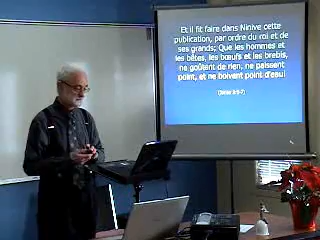 Et il fit faire dans Ninive cette
publication, par ordre du roi et de
ses grands; Que les hommes et
les bêtes, les bœufs et les brebis,
ne goûtent de rien, ne paissent
point, et ne boivent point d'eau!